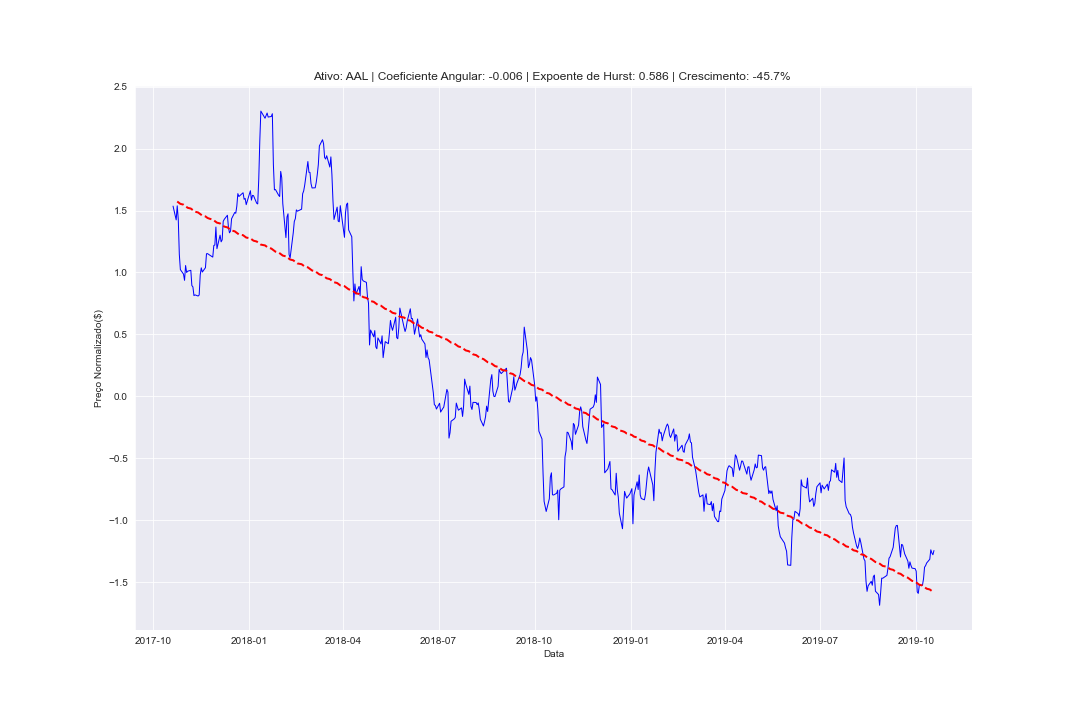 Ativo: AAL | Coeficiente Angular: -0.006 | Expoente de Hurst: 0.586 | Crescimento: -45.7%
Preço Normalizado($)
2.5
2.0
1.5
1.0
0.5
0.0
−0.5
−1.0
−1.5
2017-10 2018-01 2018-04 2018-07 2018-10 2019-01 2019-04 2019-07 2019-10
Data